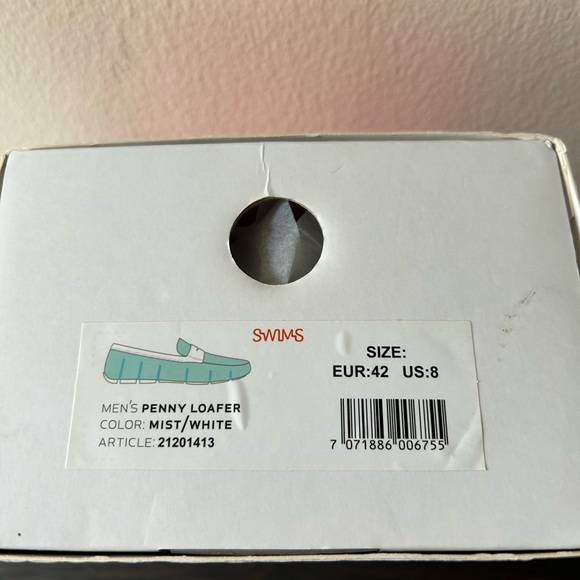 SWIMS
SIZE:
EUR:42 US:8
MEN'S PENNY LOAFER
COLOR: MIST/WHITE
ARTICLE: 21201413
7 071886 006755